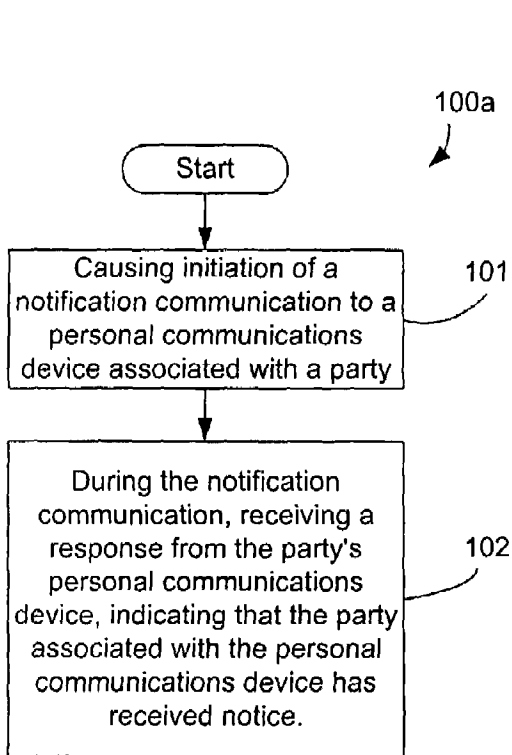 100a
Start
Causing initiation of a
notification communication to a
personal communications
device associated with a party
101
During the notification
communication, receiving a
response from the party's
personal communications
device, indicating that the party
associated with the personal
communications device has
received notice.
102